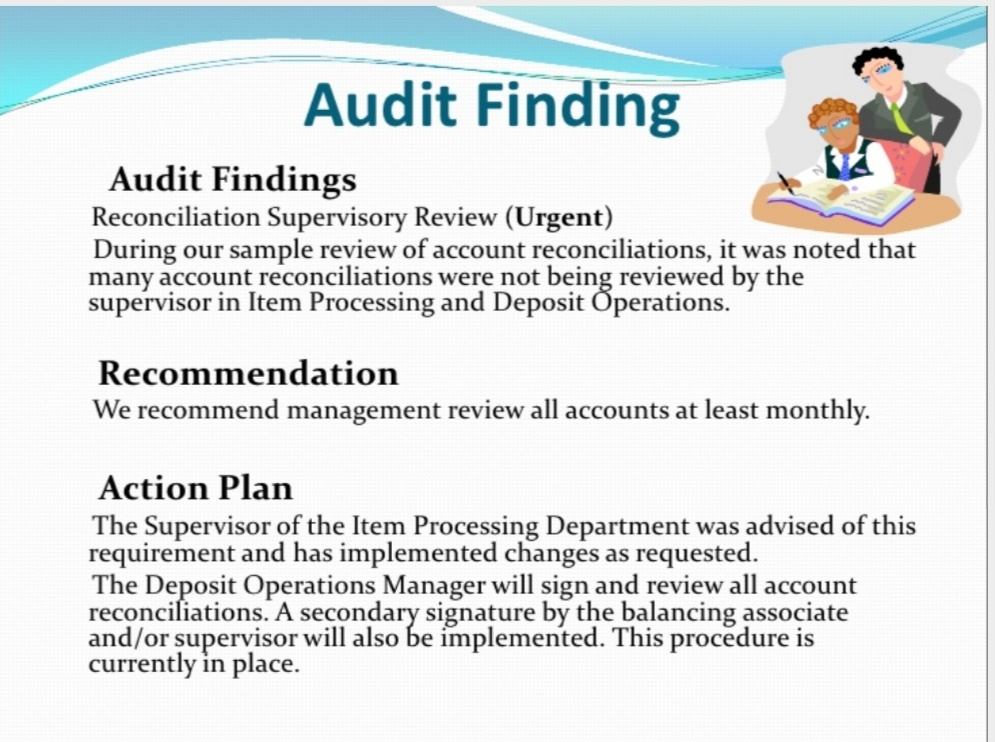 Audit Finding
Audit Findings
Reconciliation Supervisory Review (Urgent)
During our sample review of account reconciliations, it was noted that
many account reconciliations were not being reviewed by the
supervisor in Item Processing and Deposit Operations.
Recommendation
We recommend management review all accounts at least monthly.
Action Plan
The Supervisor of the Item Processing Department was advised of this
requirement and has implemented changes as requested.
The Deposit Operations Manager will sign and review all account
reconciliations. A secondary signature by the balancing associate
and/or supervisor will also be implemented. This procedure is
currently in place.